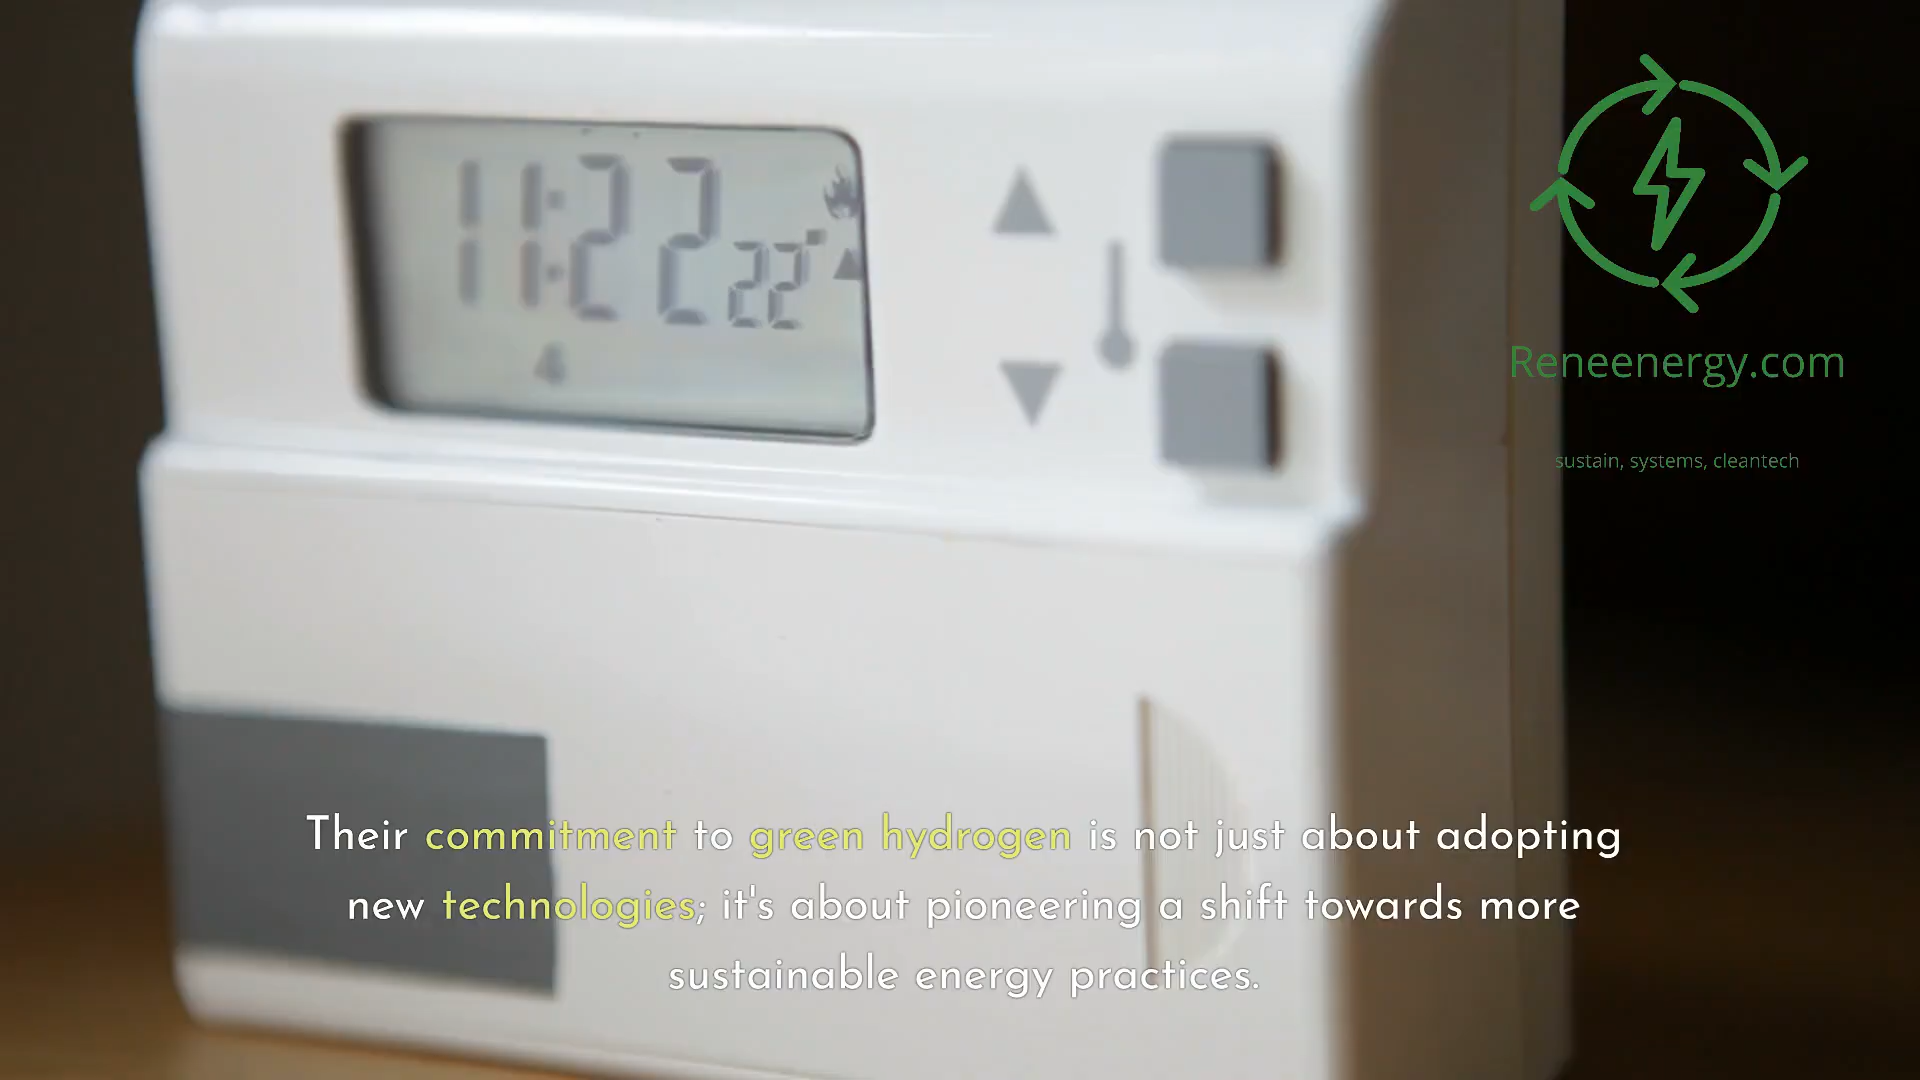 11:22
22°
4
Reneenergy.com
sustain, systems, cleantech
Their commitment to green hydrogen is not just about adopting
new technologies; it's about pioneering a shift towards more
sustainable energy practices.